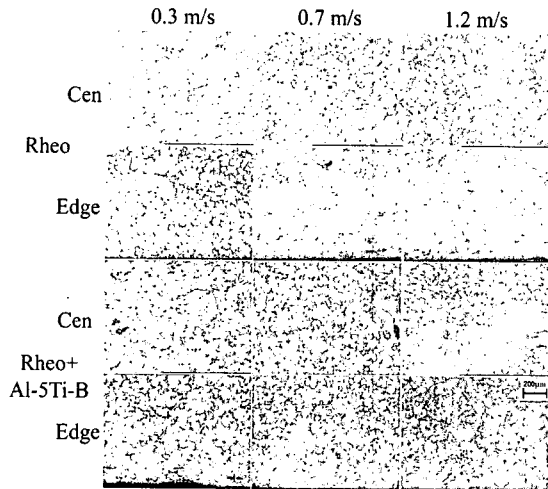 0.3 m/s 0.7 m/s 1.2 m/s
Cen
Rheo
Edge
Cen
Rheo+
Al-5Ti-B
200μm
Edge